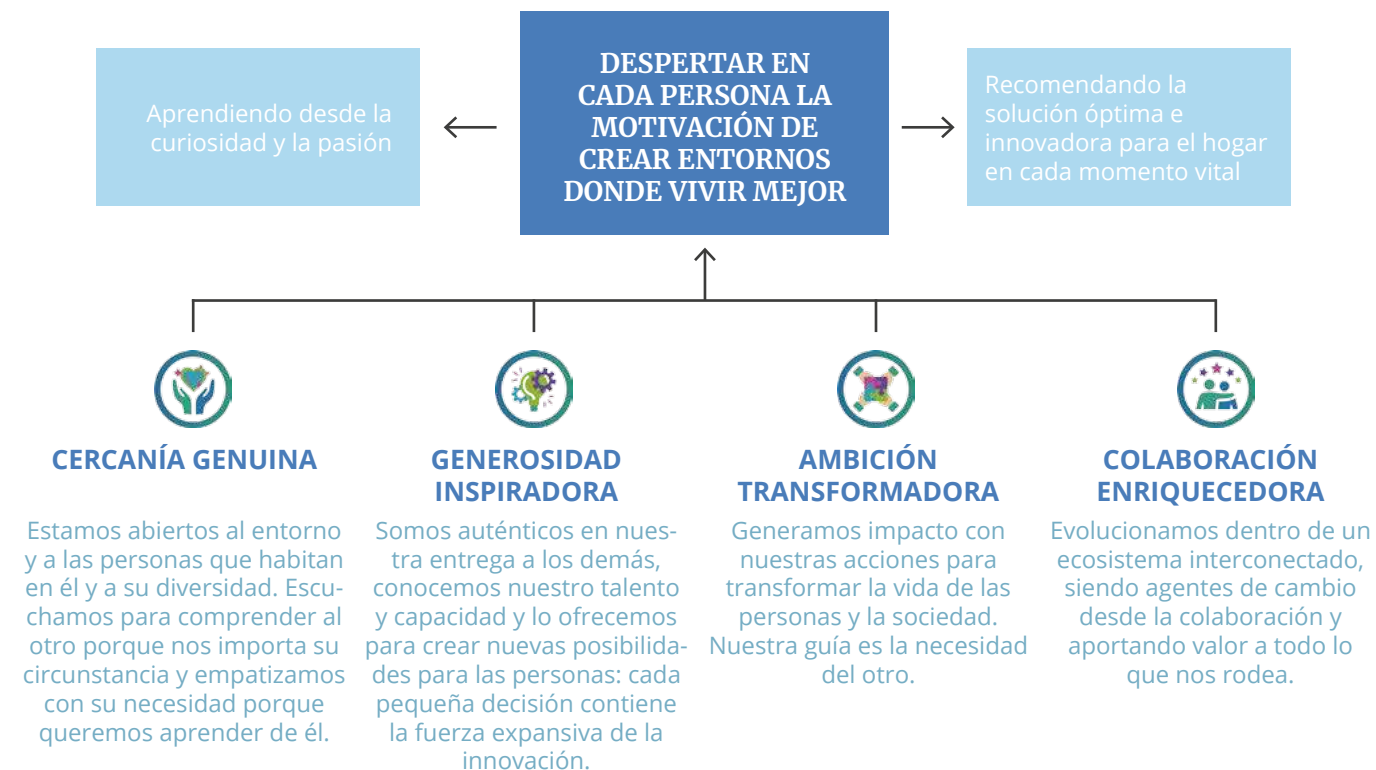 Aprendiendo desde la
curiosidad y la pasión
DESPERTAR EN
CADA PERSONA LA
MOTIVACIÓN DE
CREAR ENTORNOS
DONDE VIVIR MEJOR
Recomendando la
solución óptima e
innovadora para el hogar
en cada momento vital
CERCANÍA GENUINA
Estamos abiertos al entorno
y a las personas que habitan
en él y a su diversidad. Escu-
chamos para comprender al
otro porque nos importa su
circunstancia y empatizamos
con su necesidad porque
queremos aprender de él.
GENEROSIDAD
INSPIRADORA
Somos auténticos en nues-
tra entrega a los demás,
conocemos nuestro talento
y capacidad y lo ofrecemos
para crear nuevas posibilida-
des para las personas: cada
pequeña decisión contiene
la fuerza expansiva de la
innovación.
AMBICIÓN
TRANSFORMADORA
Generamos impacto con
nuestras acciones para
transformar la vida de las
personas y la sociedad.
Nuestra guía es la necesidad
del otro.
COLABORACIÓN
ENRIQUECEDORA
Evolucionamos dentro de un
ecosistema interconectado,
siendo agentes de cambio
desde la colaboración y
aportando valor a todo lo
que nos rodea.